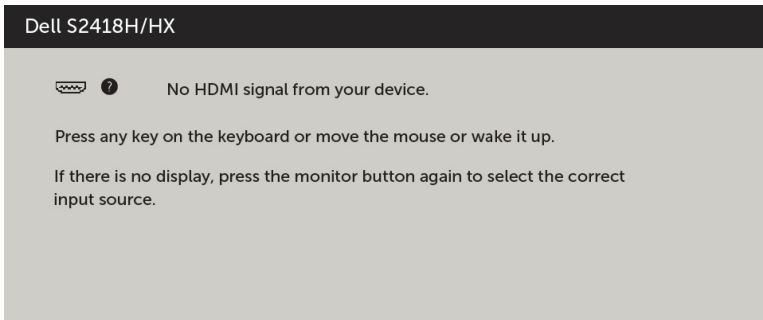 Dell S2418H/HX
? No HDMI signal from your device.
Press any key on the keyboard or move the mouse or wake it up.
If there is no display, press the monitor button again to select the correct
input source.